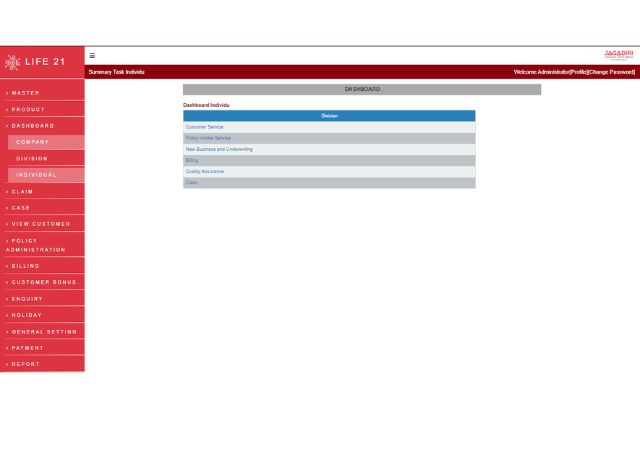 LIFE 21
JAGADIRI
Summary Task Individu
Welcome Administrator[Profile][Change Password]
MASTER
PRODUCT
DASHBOARD
COMPANY
DIVISION
INDIVIDUAL
CLAIM
CASE
VIEW CUSTOMER
POLICY
ADMINISTRATION
BILLING
CUSTOMER BONUS
ENQUIRY
HOLIDAY
GENERAL SETTING
PAYMENT
REPORT
DASHBOARD
Dashboard Individu
Division
Customer Service
Policy Holder Service
New Business and Underwriting
Billing
Quality Assurance
Claim